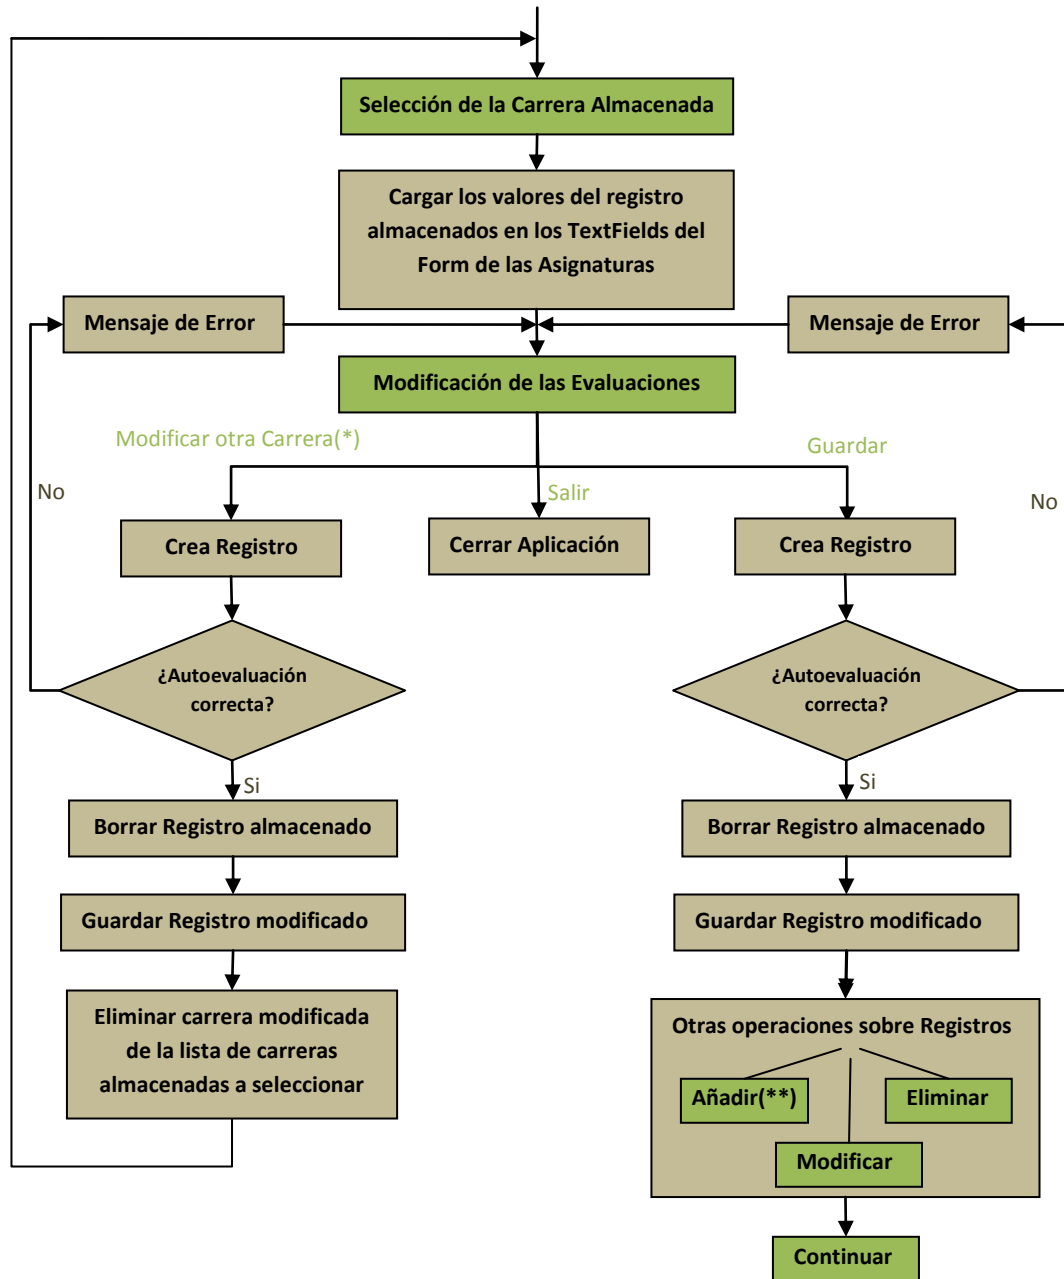 Selección de la Carrera Almacenada
Cargar los valores del registro
almacenados en los TextFields del
Form de las Asignaturas
Mensaje de Error
Mensaje de Error
Modificación de las Evaluaciones
Modificar otra Carrera(*)
Guardar
No
Salir
No
Crea Registro
Cerrar Aplicación
Crea Registro
¿Autoevaluación
correcta?
¿Autoevaluación
correcta?
Si
Si
Borrar Registro almacenado
Borrar Registro almacenado
Guardar Registro modificado
Guardar Registro modificado
Eliminar carrera modificada
de la lista de carreras
almacenadas a seleccionar
Otras operaciones sobre Registros
Añadir(**)
Eliminar
Modificar
Continuar